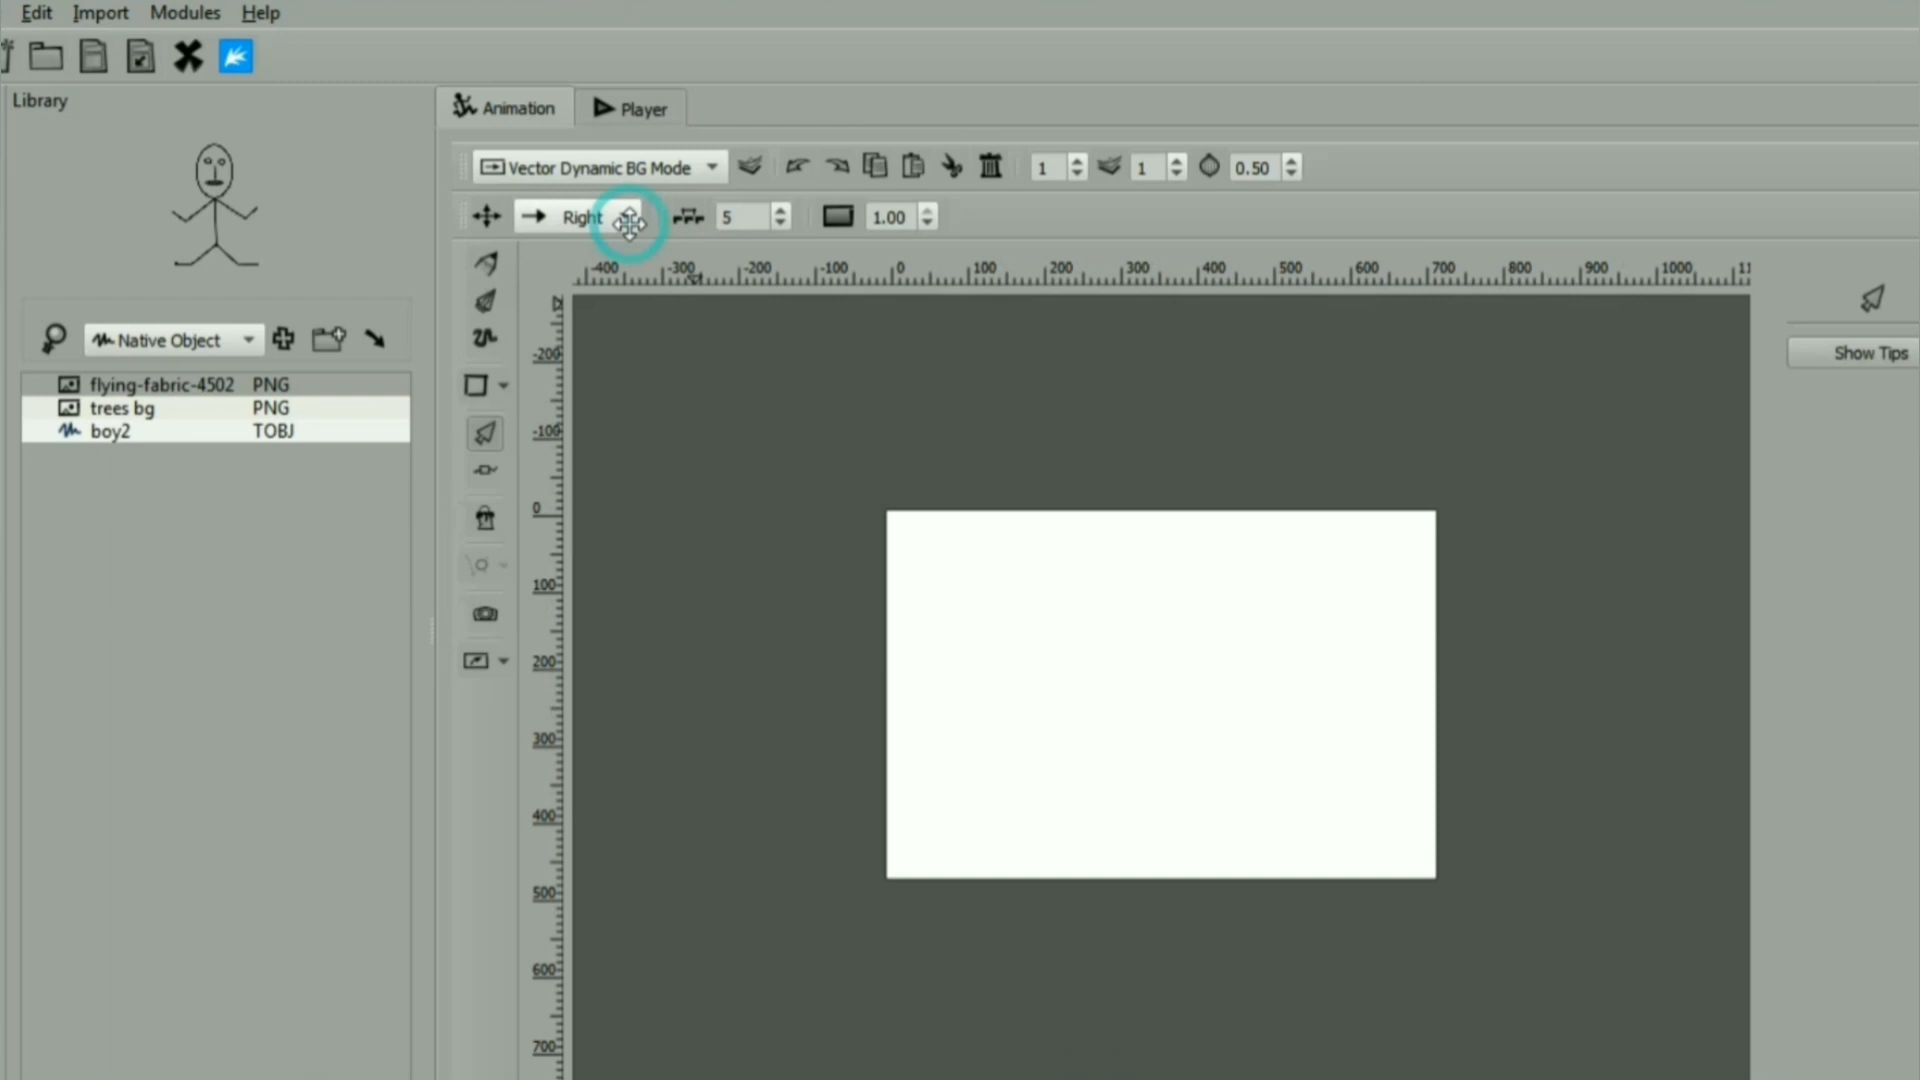 Edit Import Modules Help
Library
Animation Player
Vector Dynamic BG Mode 1 1 0.50
Right 5 1.00
-400 -300 -200 -100 0 100 200 300 400 500 600 700 800 900 1000
Show Tips
Native Object
flying-fabric-4502 PNG
trees bg PNG
boy2 TOBJ
-200
-100
0
100
200
300
400
500
600
700